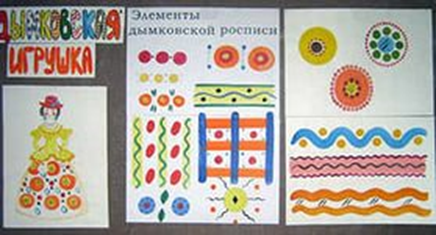 ДЫМКОВСКАЯ
ИГРУШКА
Элементы
дымковской росписи